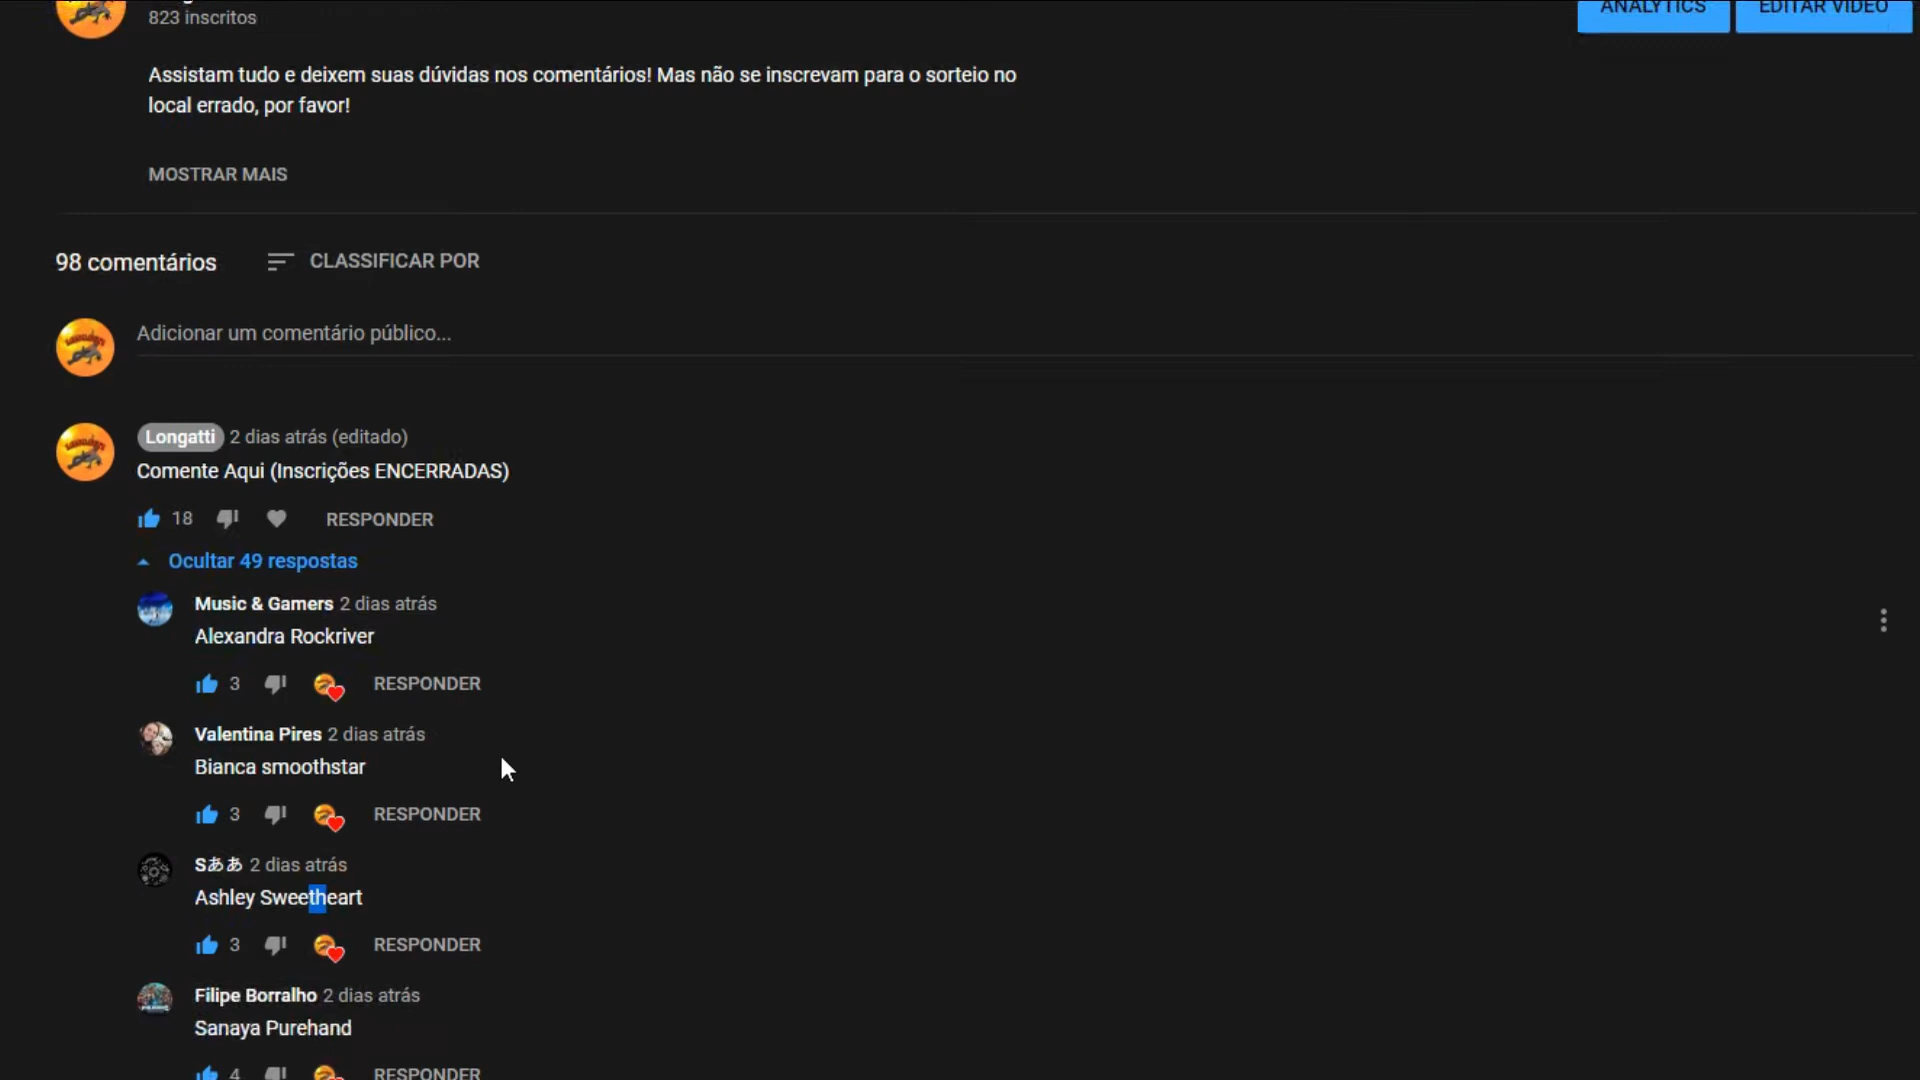 823 inscritos
ANALYTICS
EDITAR VÍDEO
Assistam tudo e deixem suas dúvidas nos comentários! Mas não se inscrevam para o sorteio no
local errado, por favor!
MOSTRAR MAIS
98 comentários
CLASSIFICAR POR
Adicionar um comentário público...
Longatti 2 dias atrás (editado)
Comente Aqui (Inscrições ENCERRADAS)
18 RESPONDER
Ocultar 49 respostas
Music & Gamers 2 dias atrás
Alexandra Rockriver
3 RESPONDER
Valentina Pires 2 dias atrás
Bianca smoothstar
3 RESPONDER
Sああ 2 dias atrás
Ashley Sweetheart
3 RESPONDER
Filipe Borralho 2 dias atrás
Sanaya Purehand
4 RESPONDER